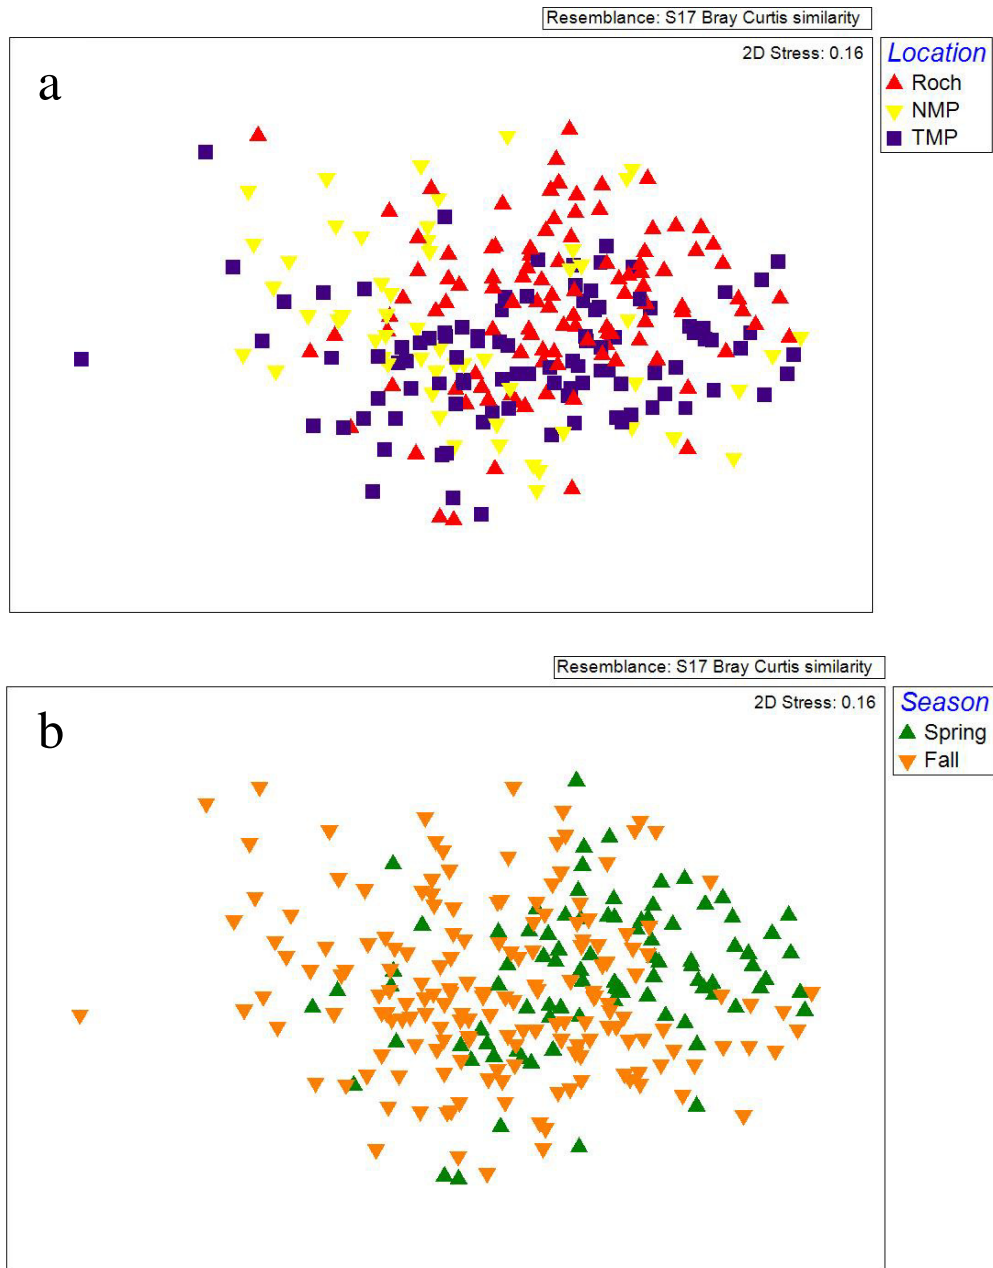 Resemblance: S17 Bray Curtis similarity
a
2D Stress: 0.16
Location
Roch
NMP
TMP
Resemblance: S17 Bray Curtis similarity
b
2D Stress: 0.16
Season
Spring
Fall